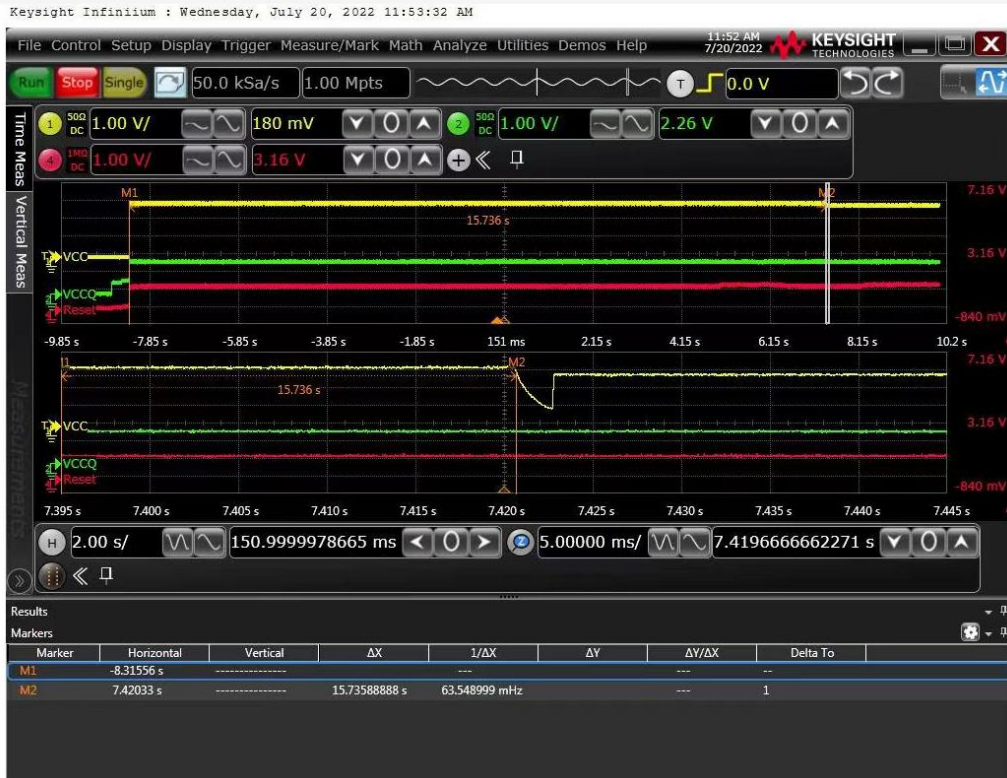 Keysight Infiniium : Wednesday, July 20, 2022 11:53:32 AM
File Control Setup Display Trigger Measure/Mark Math Analyze Utilities Demos Help 11:52 AM 7/20/2022 KEYSIGHT TECHNOLOGIES
Run Stop Single 50.0 kSa/s 1.00 Mpts T 0.0 V
Time Meas
Vertical Meas
Measurements
1 50Ω DC 1.00 V/ 180 mV 2 50Ω DC 1.00 V/ 2.26 V
4 1MΩ DC 1.00 V/ 3.16 V
M1 M2 7.16 V
15.736 s
VCC 3.16 V
VCCQ
Reset -840 mV
-9.85 s -7.85 s -5.85 s -3.85 s -1.85 s 151 ms 2.15 s 4.15 s 6.15 s 8.15 s 10.2 s
M2 7.16 V
15.736 s
VCC 3.16 V
VCCQ
Reset -840 mV
7.395 s 7.400 s 7.405 s 7.410 s 7.415 s 7.420 s 7.425 s 7.430 s 7.435 s 7.440 s 7.445 s
H 2.00 s/ 150.9999978665 ms 0 Z 5.00000 ms/ 7.4196666662271 s 0
Results
Markers
Marker Horizontal Vertical ΔX 1/ΔX ΔY ΔY/ΔX Delta To
M1 -8.31556 s --------------- --- --- --
M2 7.42033 s --------------- 15.73588888 s 63.548999 mHz --- 1